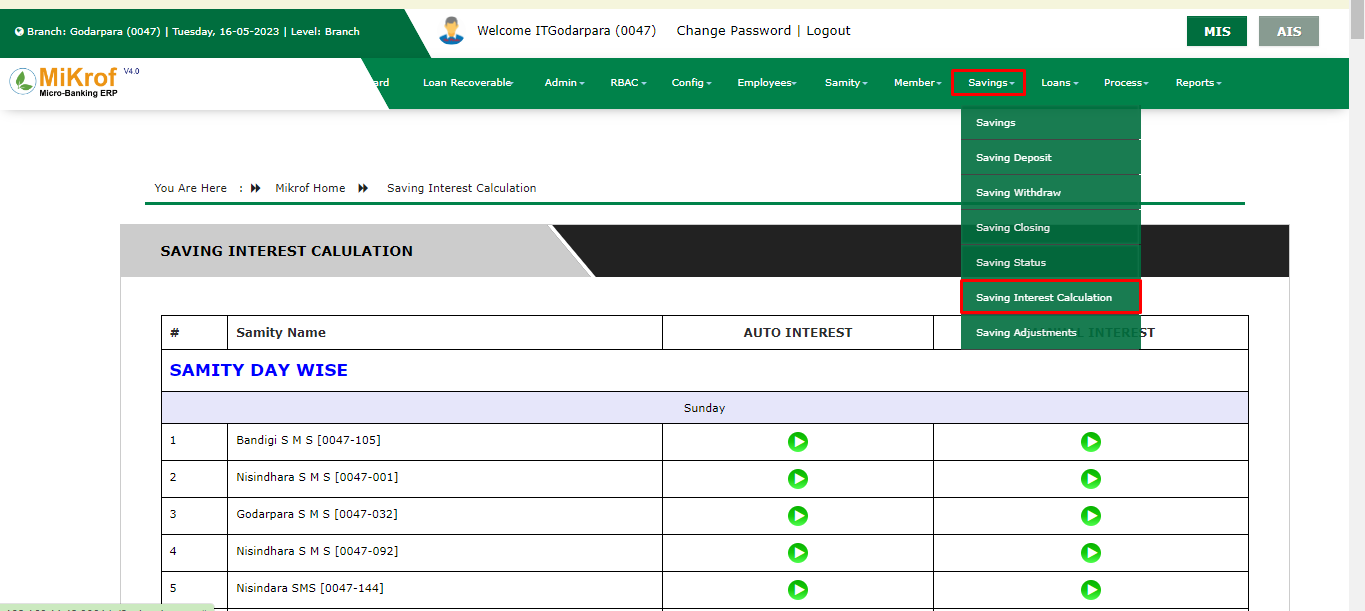 Branch: Godarpara (0047) | Tuesday, 16-05-2023 | Level: Branch
Welcome ITGodarpara (0047) Change Password | Logout
MIS AIS
MiKrof V4.0
Micro-Banking ERP
ard Loan Recoverable Admin RBAC Config Employees Samity Member Savings Loans Process Reports
Savings
Saving Deposit
Saving Withdraw
Saving Closing
Saving Status
Saving Interest Calculation
Saving Adjustments
You Are Here : Mikrof Home Saving Interest Calculation
SAVING INTEREST CALULATION
# Samity Name AUTO INTEREST L INTEREST
SAMITY DAY WISE
Sunday
1 Bandigi S M S [0047-105]
2 Nisindhara S M S [0047-001]
3 Godarpara S M S [0047-032]
4 Nisindhara S M S [0047-092]
5 Nisindara SMS [0047-144]